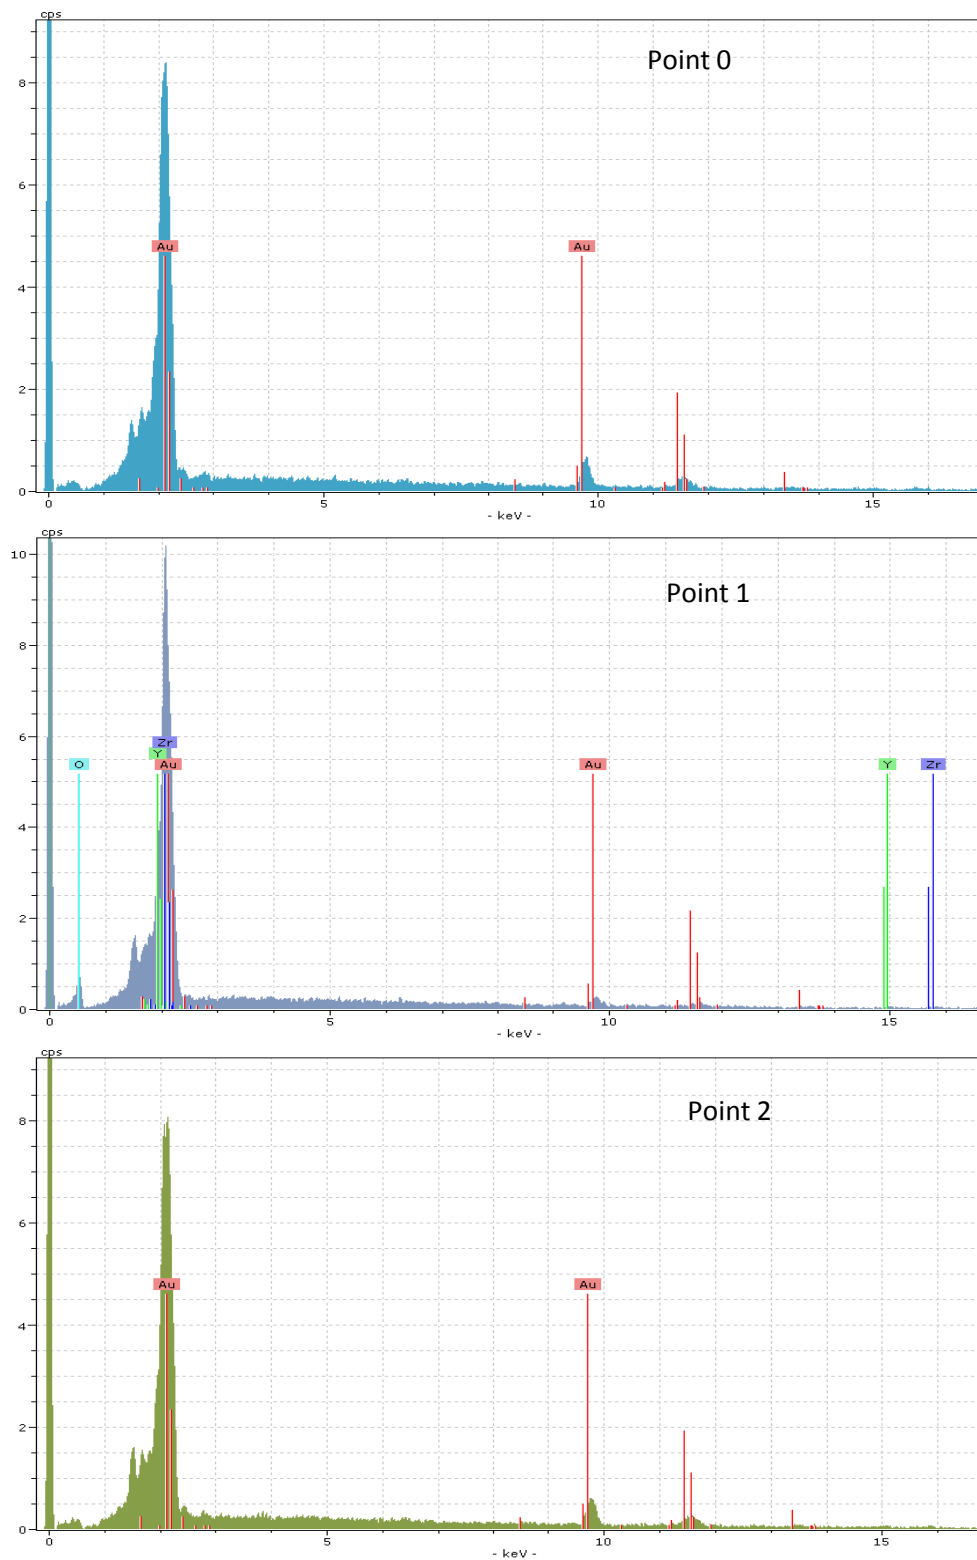 cps
Point 0
8
6
Au Au
4
2
0
0 5 10 15
- keV -
cps
10
Point 1
8
6
Zr
Y
O Au Au Y Zr
4
2
0
0 5 10 15
- keV -
cps
Point 2
8
6
Au Au
4
2
0
0 5 10 15
- keV -